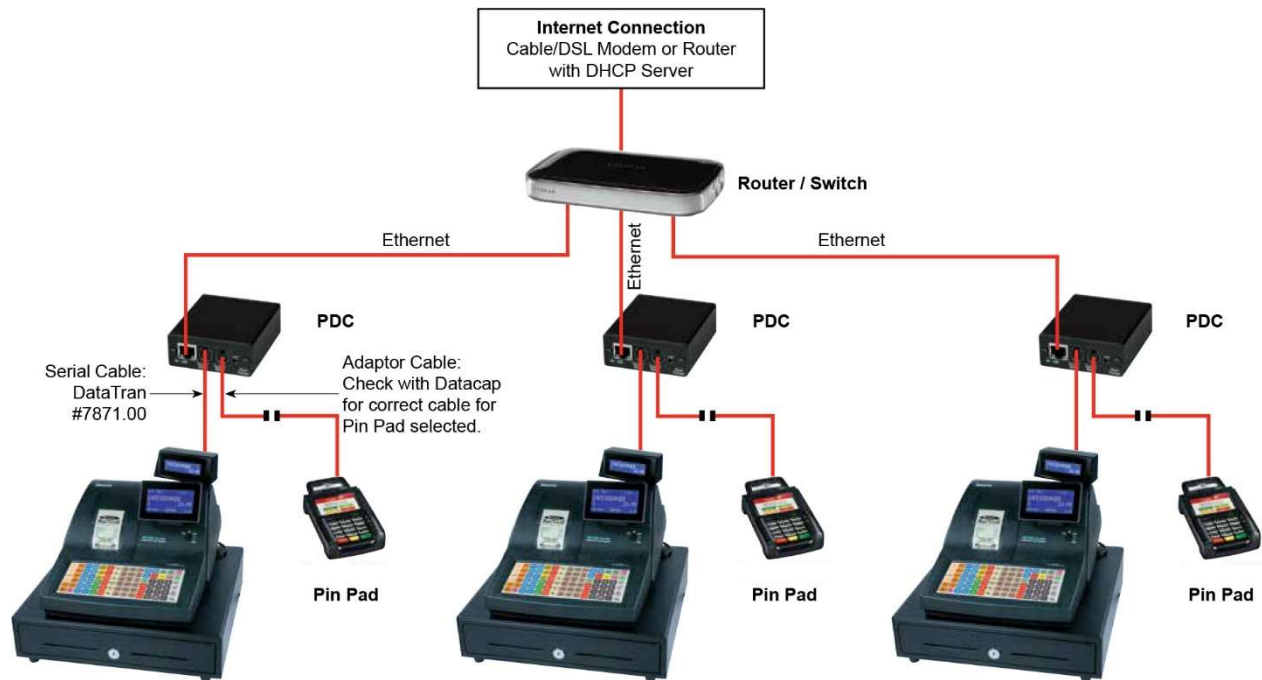 Internet Connection
Cable/DSL Modem or Router
with DHCP Server
Router / Switch
Ethernet
Ethernet
Ethernet
PDC
PDC
PDC
Serial Cable:
DataTran
#7871.00
Adaptor Cable:
Check with Datacap
for correct cable for
Pin Pad selected.
Pin Pad
Pin Pad
Pin Pad